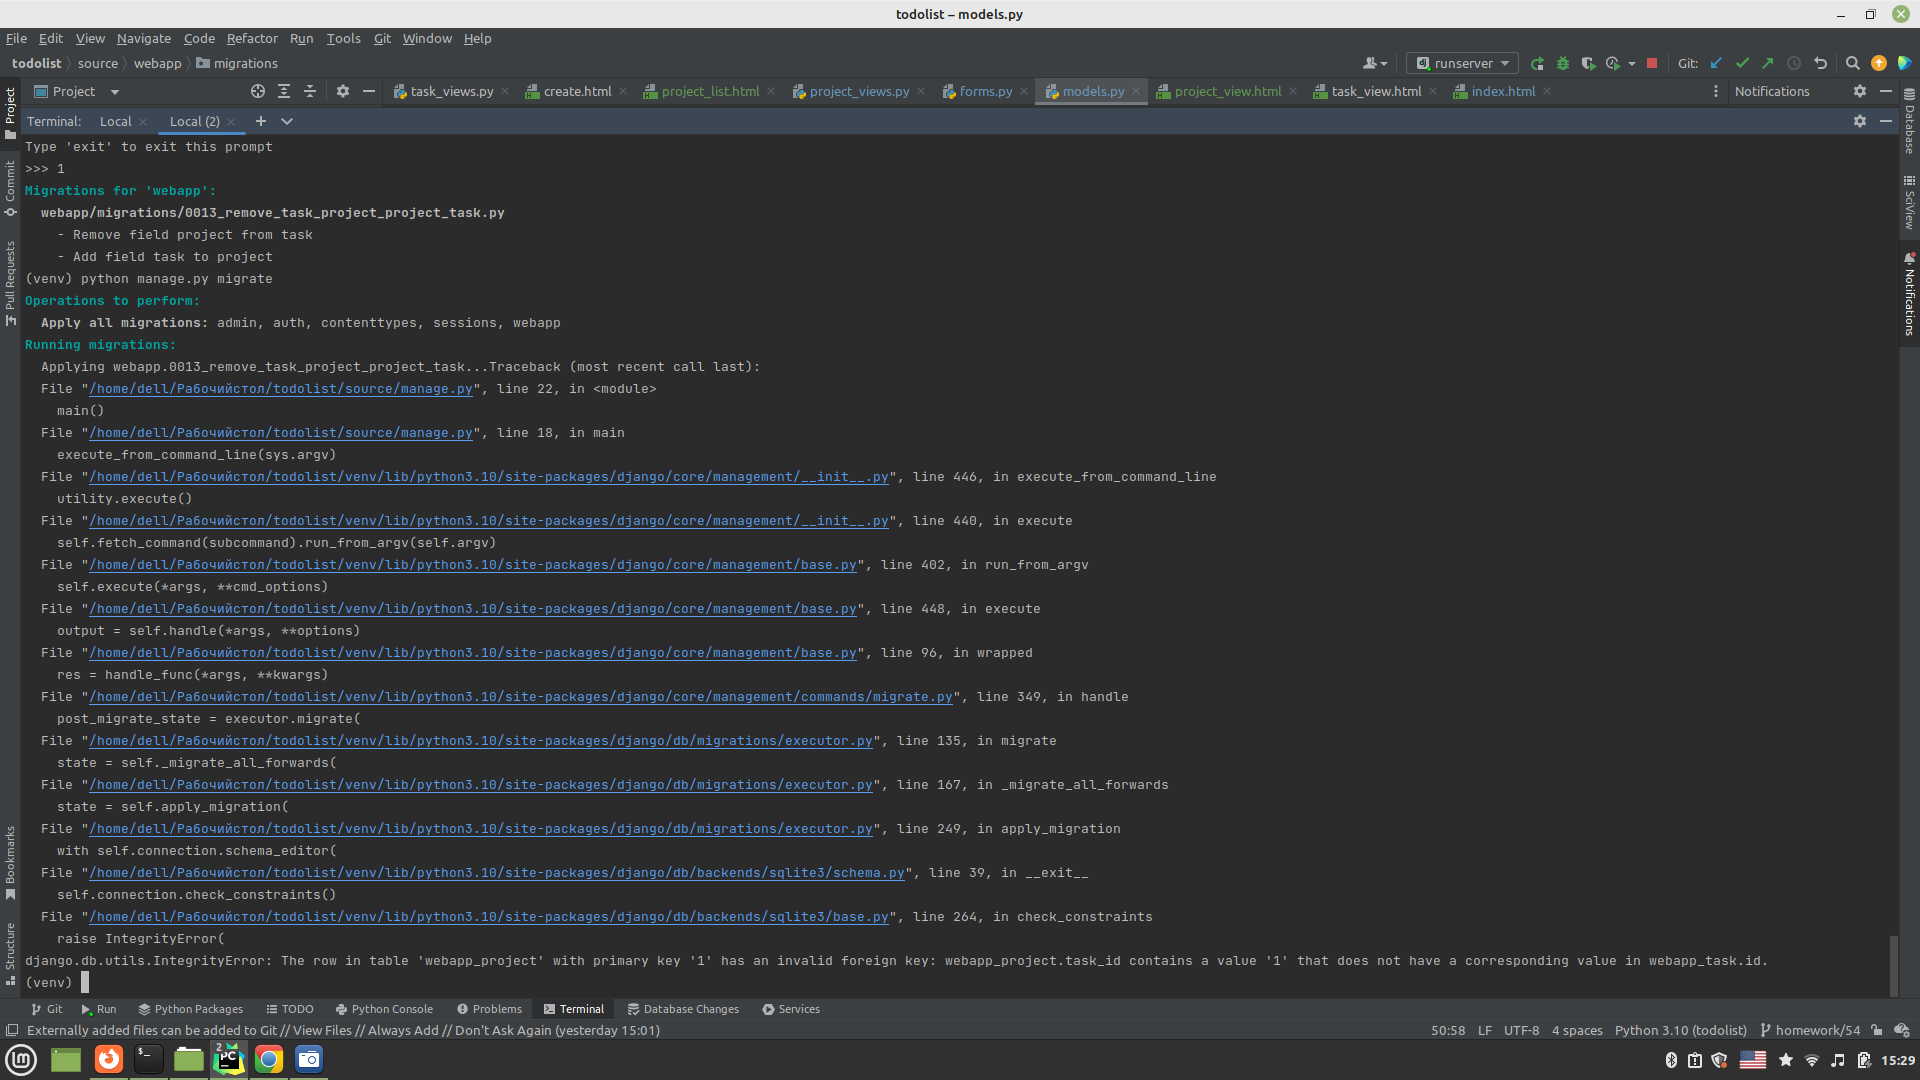 todolist – models.py
File Edit View Navigate Code Refactor Run Tools Git Window Help
todolist source webapp migrations
runserver
Git:
Project
task_views.py create.html project_list.html project_views.py forms.py models.py project_view.html task_view.html index.html
Notifications
Terminal: Local Local (2)
Type 'exit' to exit this prompt
>>> 1
Migrations for 'webapp':
webapp/migrations/0013_remove_task_project_project_task.py
- Remove field project from task
- Add field task to project
(venv) python manage.py migrate
Operations to perform:
Apply all migrations: admin, auth, contenttypes, sessions, webapp
Running migrations:
Applying webapp.0013_remove_task_project_project_task...Traceback (most recent call last):
File "/home/dell/Рабочийстол/todolist/source/manage.py", line 22, in <module>
main()
File "/home/dell/Рабочийстол/todolist/source/manage.py", line 18, in main
execute_from_command_line(sys.argv)
File "/home/dell/Рабочийстол/todolist/venv/lib/python3.10/site-packages/django/core/management/__init__.py", line 446, in execute_from_command_line
utility.execute()
File "/home/dell/Рабочийстол/todolist/venv/lib/python3.10/site-packages/django/core/management/__init__.py", line 440, in execute
self.fetch_command(subcommand).run_from_argv(self.argv)
File "/home/dell/Рабочийстол/todolist/venv/lib/python3.10/site-packages/django/core/management/base.py", line 402, in run_from_argv
self.execute(*args, **cmd_options)
File "/home/dell/Рабочийстол/todolist/venv/lib/python3.10/site-packages/django/core/management/base.py", line 448, in execute
output = self.handle(*args, **options)
File "/home/dell/Рабочийстол/todolist/venv/lib/python3.10/site-packages/django/core/management/base.py", line 96, in wrapped
res = handle_func(*args, **kwargs)
File "/home/dell/Рабочийстол/todolist/venv/lib/python3.10/site-packages/django/core/management/commands/migrate.py", line 349, in handle
post_migrate_state = executor.migrate(
File "/home/dell/Рабочийстол/todolist/venv/lib/python3.10/site-packages/django/db/migrations/executor.py", line 135, in migrate
state = self._migrate_all_forwards(
File "/home/dell/Рабочийстол/todolist/venv/lib/python3.10/site-packages/django/db/migrations/executor.py", line 167, in _migrate_all_forwards
state = self.apply_migration(
File "/home/dell/Рабочийстол/todolist/venv/lib/python3.10/site-packages/django/db/migrations/executor.py", line 249, in apply_migration
with self.connection.schema_editor(
File "/home/dell/Рабочийстол/todolist/venv/lib/python3.10/site-packages/django/db/backends/sqlite3/schema.py", line 39, in __exit__
self.connection.check_constraints()
File "/home/dell/Рабочийстол/todolist/venv/lib/python3.10/site-packages/django/db/backends/sqlite3/base.py", line 264, in check_constraints
raise IntegrityError(
django.db.utils.IntegrityError: The row in table 'webapp_project' with primary key '1' has an invalid foreign key: webapp_project.task_id contains a value '1' that does not have a corresponding value in webapp_task.id.
(venv)
Project
Commit
Pull Requests
Bookmarks
Structure
Database
SciView
Notifications
Git Run Python Packages TODO Python Console Problems Terminal Database Changes Services
Externally added files can be added to Git // View Files // Always Add // Don't Ask Again (yesterday 15:01)
50:58 LF UTF-8 4 spaces Python 3.10 (todolist) homework/54
2
PC
15:29